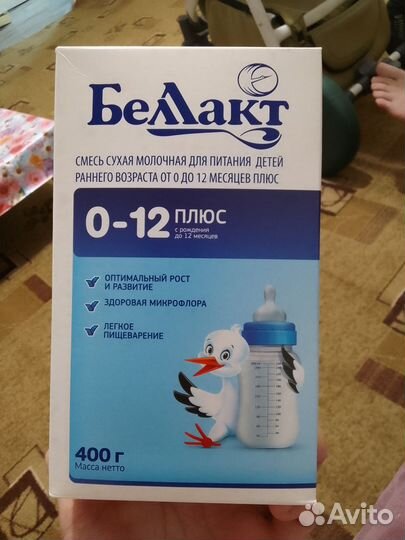 Беллакт
СМЕСЬ СУХАЯ МОЛОЧНАЯ ДЛЯ ПИТАНИЯ ДЕТЕЙ
РАННЕГО ВОЗРАСТА ОТ 0 ДО 12 МЕСЯЦЕВ ПЛЮС
0-12 ПЛЮС
с рождения
до 12 месяцев
ОПТИМАЛЬНЫЙ РОСТ
И РАЗВИТИЕ
ЗДОРОВАЯ МИКРОФЛОРА
ЛЕГКОЕ
ПИЩЕВАРЕНИЕ
400 г
Масса нетто
Avito